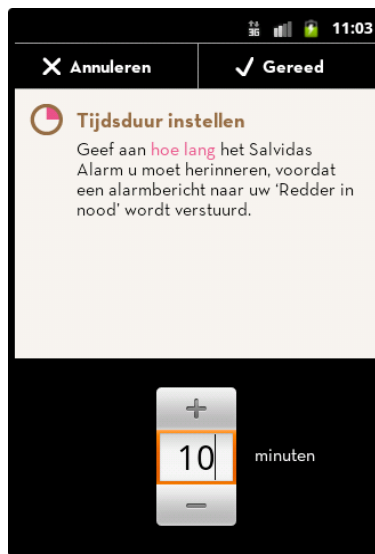 3G 11:03
Annuleren Gereed
Tijdsduur instellen
Geef aan hoe lang het Salvidas
Alarm u moet herinneren, voordat
een alarmbericht naar uw ‘Redder in
nood’ wordt verstuurd.
+
10 minuten
−